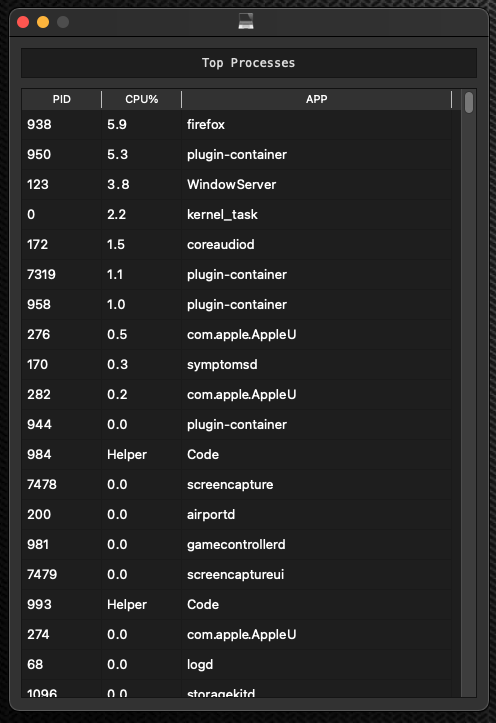 Top Processes
PID CPU% APP
938 5.9 firefox
950 5.3 plugin-container
123 3.8 WindowServer
0 2.2 kernel_task
172 1.5 coreaudiod
7319 1.1 plugin-container
958 1.0 plugin-container
276 0.5 com.apple.AppleU
170 0.3 symptomsd
282 0.2 com.apple.AppleU
944 0.0 plugin-container
984 Helper Code
7478 0.0 screencapture
200 0.0 airportd
981 0.0 gamecontrollerd
7479 0.0 screencaptureui
993 Helper Code
274 0.0 com.apple.AppleU
68 0.0 logd
1096 0.0 storagekitd